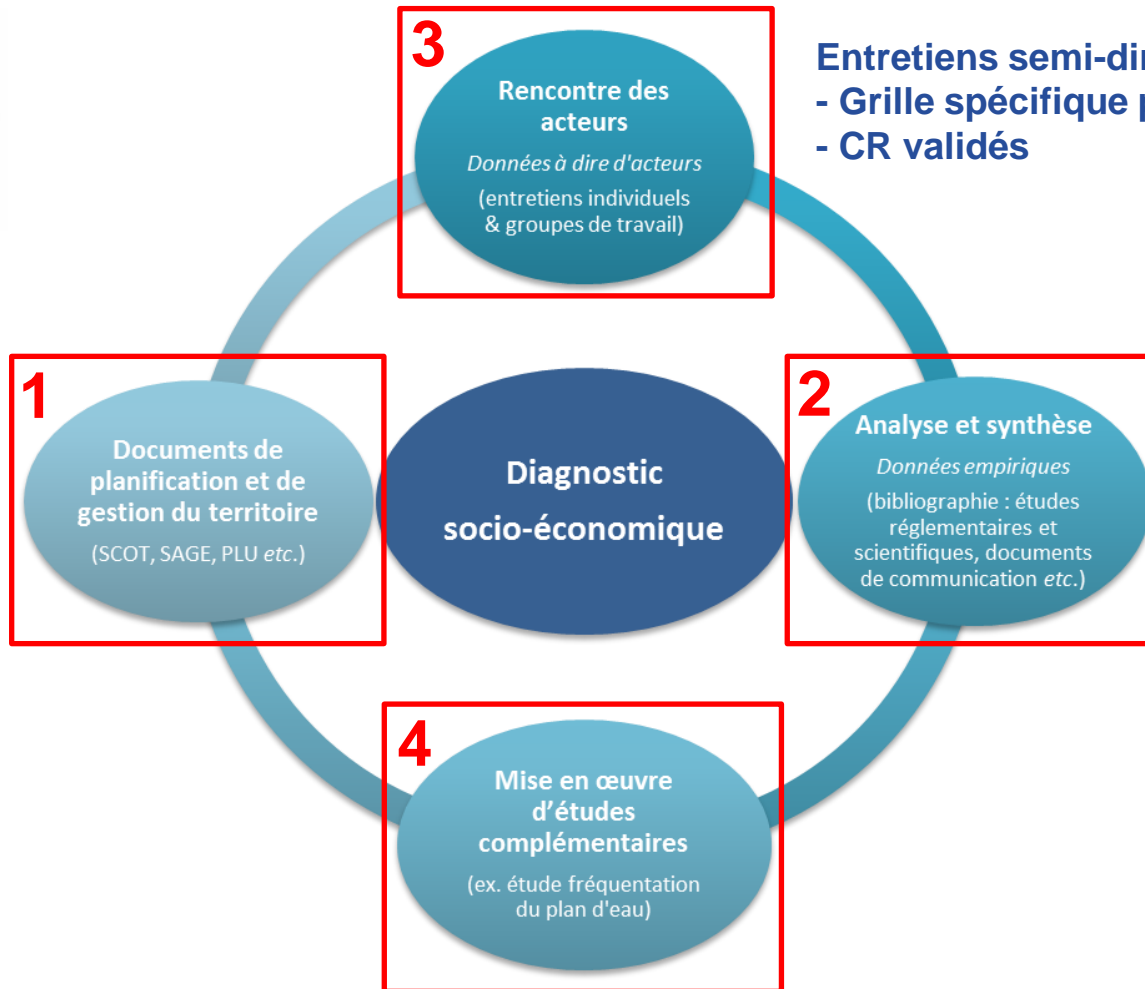 3
Rencontre des
acteurs
Données à dire d'acteurs
(entretiens individuels
& groupes de travail)
Entretiens semi-dir
- Grille spécifique p
- CR validés
1
Documents de
planification et de
gestion du territoire
(SCOT, SAGE, PLU etc.)
Diagnostic
socio-économique
2
Analyse et synthèse
Données empiriques
(bibliographie : études
réglementaires et
scientifiques, documents
de communication etc.)
4
Mise en œuvre
d'études
complémentaires
(ex. étude fréquentation
du plan d'eau)